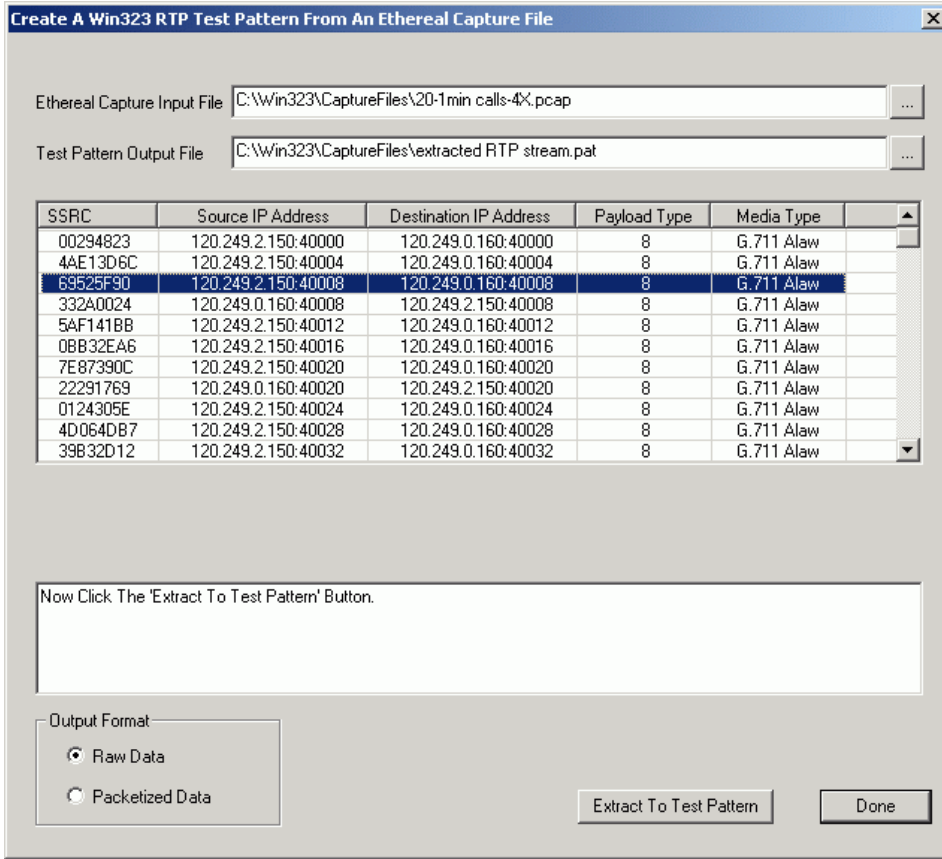 Create A Win323 RTP Test Pattern From An Ethereal Capture File
Ethereal Capture Input File C:\Win323\CaptureFiles\20-1min calls-4X.pcap ...
Test Pattern Output File C:\Win323\CaptureFiles\extracted RTP stream.pat ...
SSRC Source IP Address Destination IP Address Payload Type Media Type
00294823 120.249.2.150:40000 120.249.0.160:40000 8 G.711 Alaw
4AE13D6C 120.249.2.150:40004 120.249.0.160:40004 8 G.711 Alaw
69525F90 120.249.2.150:40008 120.249.0.160:40008 8 G.711 Alaw
332A0024 120.249.0.160:40008 120.249.2.150:40008 8 G.711 Alaw
5AF141BB 120.249.2.150:40012 120.249.0.160:40012 8 G.711 Alaw
0BB32EA6 120.249.2.150:40016 120.249.0.160:40016 8 G.711 Alaw
7E87390C 120.249.2.150:40020 120.249.0.160:40020 8 G.711 Alaw
22291769 120.249.0.160:40020 120.249.2.150:40020 8 G.711 Alaw
0124305E 120.249.2.150:40024 120.249.0.160:40024 8 G.711 Alaw
4D064DB7 120.249.2.150:40028 120.249.0.160:40028 8 G.711 Alaw
39B32D12 120.249.2.150:40032 120.249.0.160:40032 8 G.711 Alaw
Now Click The 'Extract To Test Pattern' Button.
Output Format
Raw Data
Packetized Data
Extract To Test Pattern Done